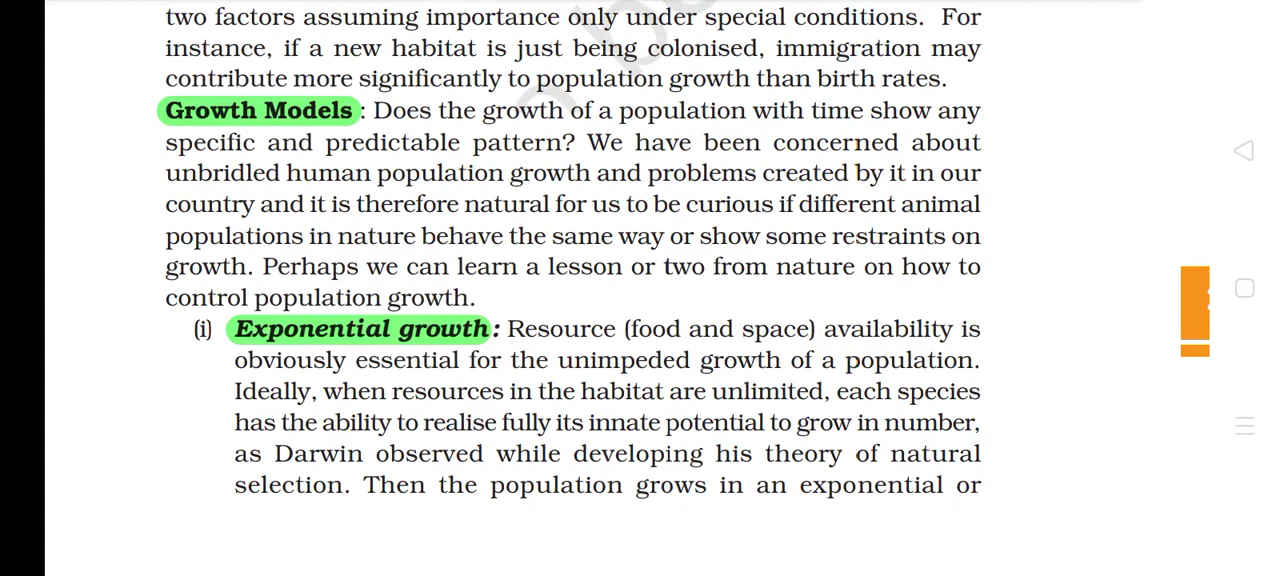 two factors assuming importance only under special conditions. For
instance, if a new habitat is just being colonised, immigration may
contribute more significantly to population growth than birth rates.
Growth Models : Does the growth of a population with time show any
specific and predictable pattern? We have been concerned about
unbridled human population growth and problems created by it in our
country and it is therefore natural for us to be curious if different animal
populations in nature behave the same way or show some restraints on
growth. Perhaps we can learn a lesson or two from nature on how to
control population growth.
(i) Exponential growth: Resource (food and space) availability is
obviously essential for the unimpeded growth of a population.
Ideally, when resources in the habitat are unlimited, each species
has the ability to realise fully its innate potential to grow in number,
as Darwin observed while developing his theory of natural
selection. Then the population grows in an exponential or